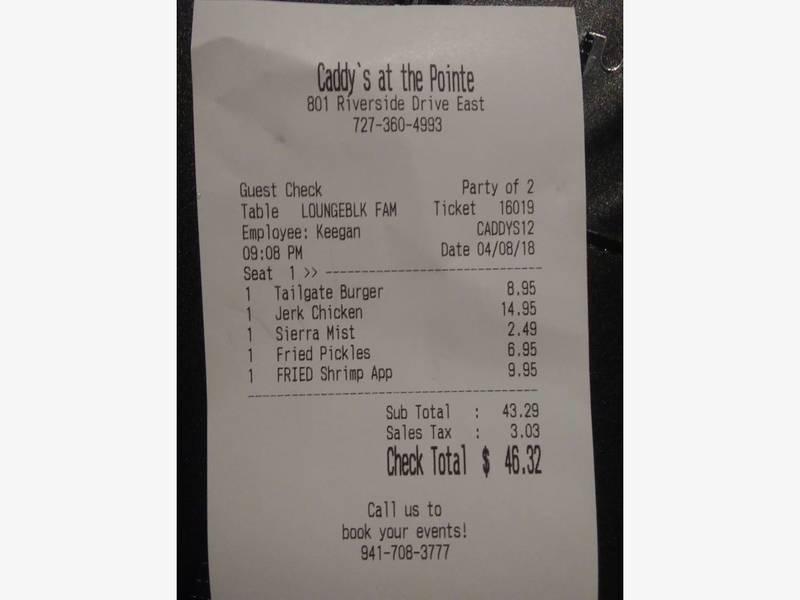 Caddy`s at the Pointe
801 Riverside Drive East
727-360-4993
Guest Check Party of 2
Table LOUNGEBLK FAM Ticket 16019
Employee: Keegan CADDYS12
09:08 PM Date 04/08/18
Seat 1 >> ------------------------------
1 Tailgate Burger 8.95
1 Jerk Chicken 14.95
1 Sierra Mist 2.49
1 Fried Pickles 6.95
1 FRIED Shrimp App 9.95
----------------------------------------
Sub Total : 43.29
Sales Tax : 3.03
Check Total $ 46.32
Call us to
book your events!
941-708-3777